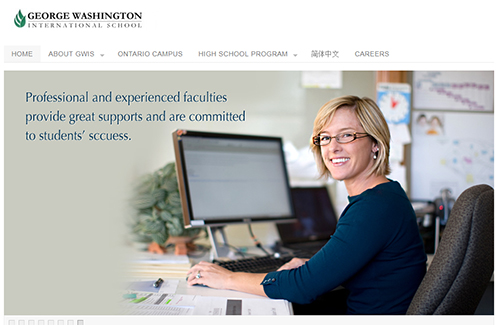 GEORGE WASHINGTON
INTERNATIONAL SCHOOL
HOME ABOUT GWIS ONTARIO CAMPUS HIGH SCHOOL PROGRAM 简体中文 CAREERS
Professional and experienced faculties
provide great supports and are committed
to students' sccuess.